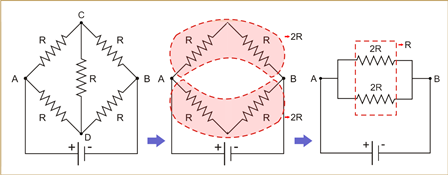 C
R R
A R B
R R
D
+ -
R R 2R
A B
R R 2R
+ -
2R R
A B
2R
+ -